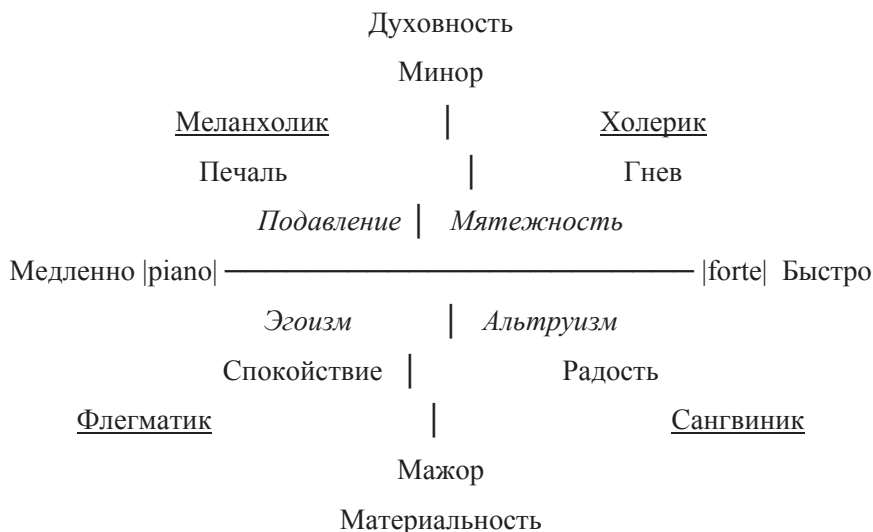 Духовность
Минор
Меланхолик | Холерик
Печаль | Гнев
Подавление | Мятежность
Медленно |piano| ——————————— |forte| Быстро
Эгоизм | Альтруизм
Спокойствие | Радость
Флегматик | Сангвиник
Мажор
Материальность